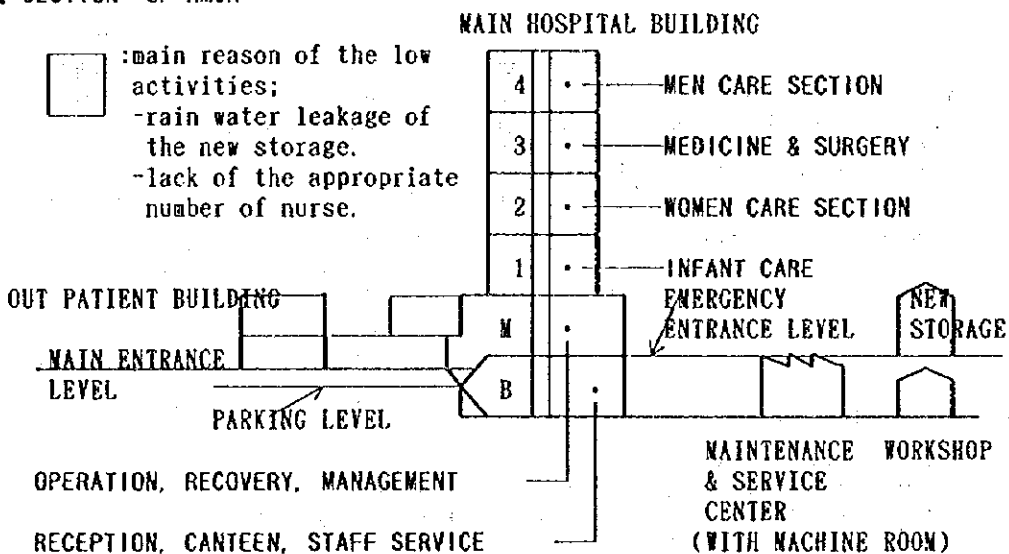 MAIN HOSPITAL BUILDING
:main reason of the low
activities;
-rain water leakage of
the new storage.
-lack of the appropriate
number of nurse.
4
MEN CARE SECTION
3
MEDICINE & SURGERY
2
WOMEN CARE SECTION
1
INFANT CARE
OUT PATIENT BUILDING
EMERGENCY
ENTRANCE LEVEL
NEW
STORAGE
M
MAIN ENTRANCE
LEVEL
B
PARKING LEVEL
MAINTENANCE
& SERVICE
CENTER
(WITH MACHINE ROOM)
WORKSHOP
OPERATION, RECOVERY, MANAGEMENT
RECEPTION, CANTEEN, STAFF SERVICE